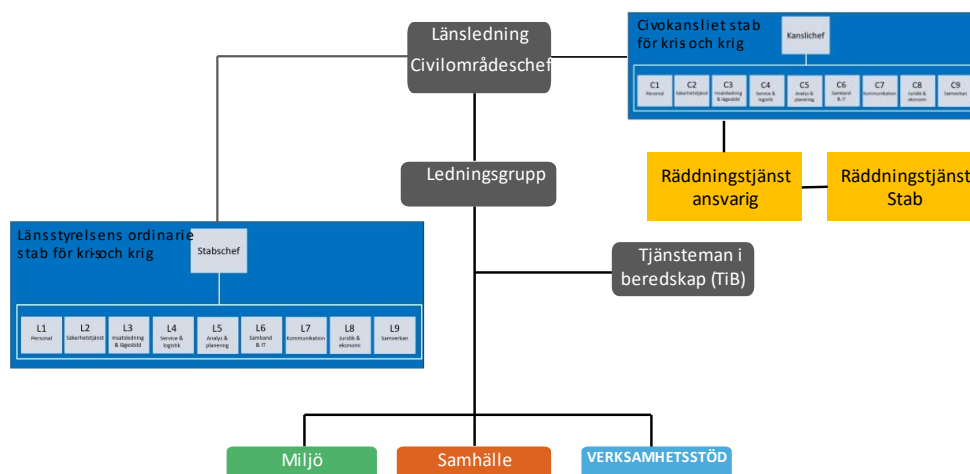 Länsledning
Civilområdeschef
Civokansliet stab
för kris och krig
Kanslichef
C1 C2 C3 C4 C5 C6 C7 C8 C9
Personal Säkerhetstjänst Insatsledning Service & Analys & Samband Kommunikation Juridik & Samverkan
& lägesbild logistik planering & IT ekonomi
Ledningsgrupp
Räddningstjänst
ansvarig
Räddningstjänst
Stab
Länsstyrelsens ordinarie
stab för kris-och krig
Stabschef
Tjänsteman i
beredskap (TiB)
L1 L2 L3 L4 L5 L6 L7 L8 L9
Personal Säkerhetstjänst Insatsledning Service & Analys & Samband Kommunikation Juridik & Samverkan
& lägesbild logistik planering & IT ekonomi
Miljö
Samhälle
VERKSAMHETSSTÖD